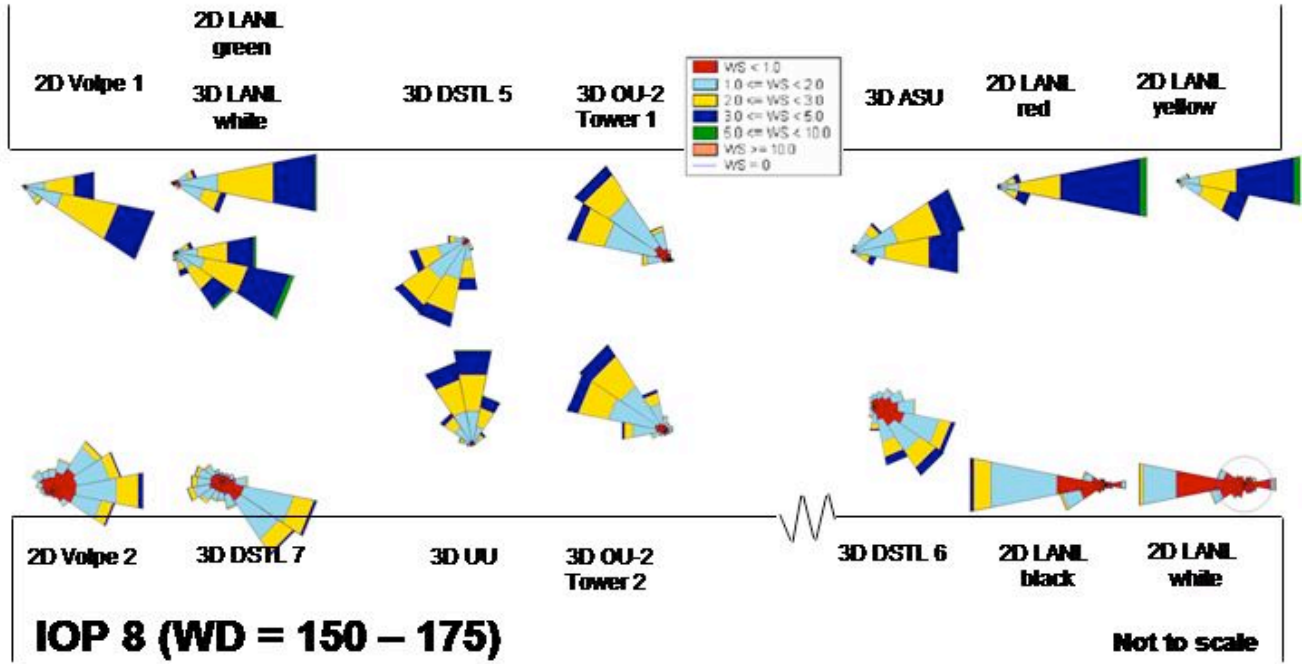 2D LANL
green
2D Volpe 1
3D LANL
white
3D DSTL 5
3D OU-2
Tower 1
WS < 1.0
1.0 <= WS < 2.0
2.0 <= WS < 3.0
3.0 <= WS < 5.0
5.0 <= WS < 10.0
WS >= 10.0
WS = 0
3D ASU
2D LANL
red
2D LANL
yellow
2D Volpe 2
3D DSTL 7
3D UU
3D OU-2
Tower 2
3D DSTL 6
2D LANL
black
2D LANL
white
IOP 8 (WD = 150 – 175)
Not to scale